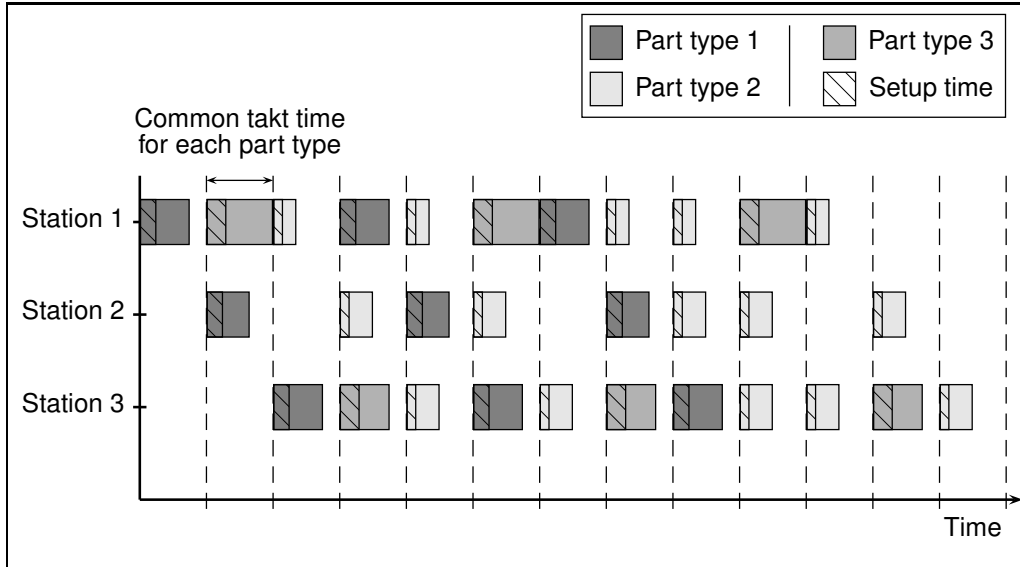 Part type 1
Part type 3
Part type 2
Setup time
Common takt time
for each part type
Station 1
Station 2
Station 3
Time